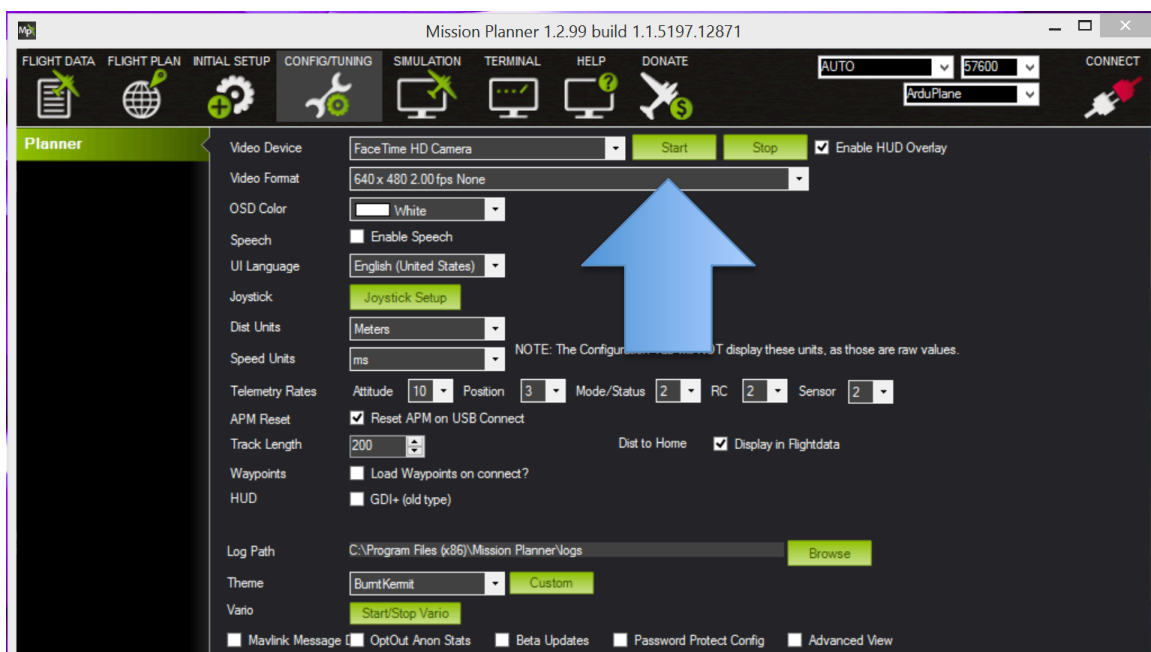 Mp
Mission Planner 1.2.99 build 1.1.5197.12871
FLIGHT DATA FLIGHT PLAN INITIAL SETUP CONFIG/TUNING SIMULATION TERMINAL HELP DONATE AUTO 57600 CONNECT
ArduPlane
Planner
Video Device FaceTime HD Camera Start Stop Enable HUD Overlay
Video Format 640 x 480 2.00 fps None
OSD Color White
Speech Enable Speech
UI Language English (United States)
Joystick Joystick Setup
Dist Units Meters
NOTE: The Configur T display these units, as those are raw values.
Speed Units ms
Telemetry Rates Attitude 10 Position 3 Mode/Status 2 RC 2 Sensor 2
APM Reset Reset APM on USB Connect
Track Length 200 Dist to Home Display in Flightdata
Waypoints Load Waypoints on connect?
HUD GDI+ (old type)
Log Path C:\Program Files (x86)\Mission Planner\logs Browse
Theme BurntKermit Custom
Vario Start/Stop Vario
Mavlink Message OptOut Anon Stats Beta Updates Password Protect Config Advanced View